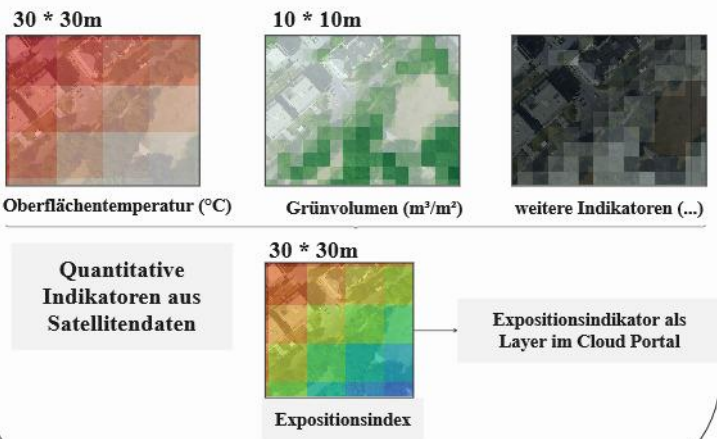 30 * 30m
10 * 10m
Oberflächentemperatur (°C)
Grünvolumen (m³/m²)
weitere Indikatoren (...)
30 * 30m
Quantitative
Indikatoren aus
Satellitendaten
Expositionsindikator als
Layer im Cloud Portal
Expositionsindex